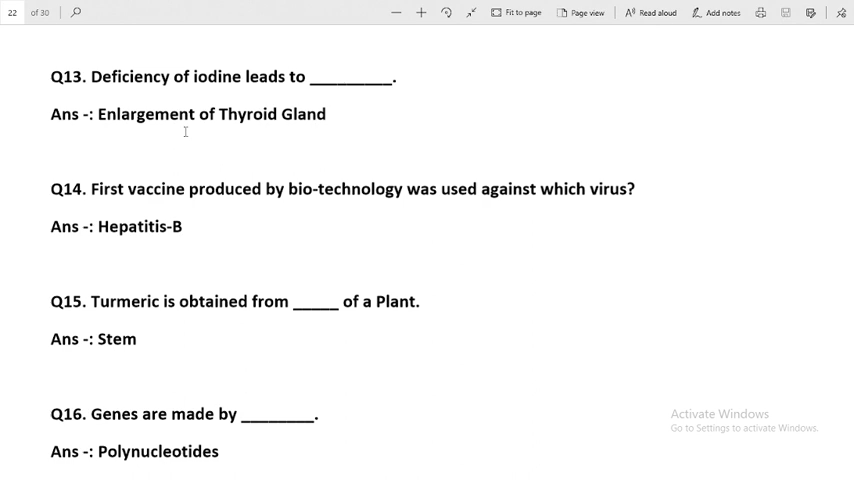 22 of 30 Fit to page Page view Read aloud Add notes
Q13. Deficiency of iodine leads to _________.
Ans -: Enlargement of Thyroid Gland
Q14. First vaccine produced by bio-technology was used against which virus?
Ans -: Hepatitis-B
Q15. Turmeric is obtained from _____ of a Plant.
Ans -: Stem
Q16. Genes are made by ________.
Ans -: Polynucleotides
Activate Windows
Go to Settings to activate Windows.